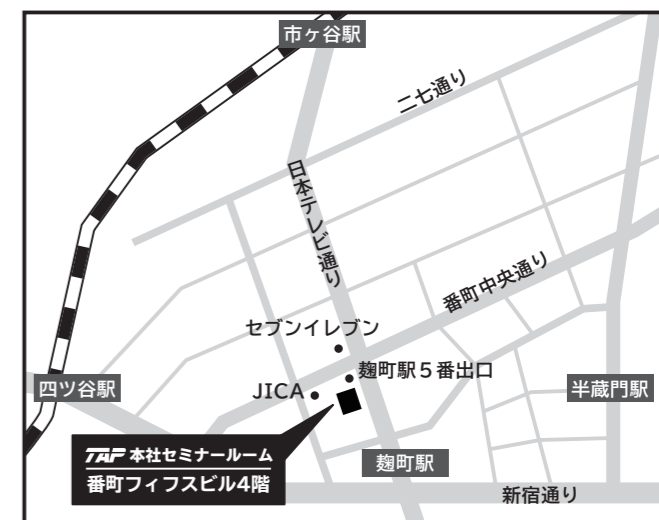 市ヶ谷駅
二七通り
日本テレビ通り
番町中央通り
セブンイレブン
麹町駅5番出口
四ツ谷駅
JICA
半蔵門駅
TAP 本社セミナールーム
番町フィフスビル4階
麹町駅
新宿通り